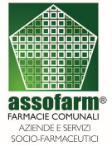 assofarm®
FARMACIE COMUNALI
AZIENDE E SERVIZI
SOCIO-FARMACEUTICI